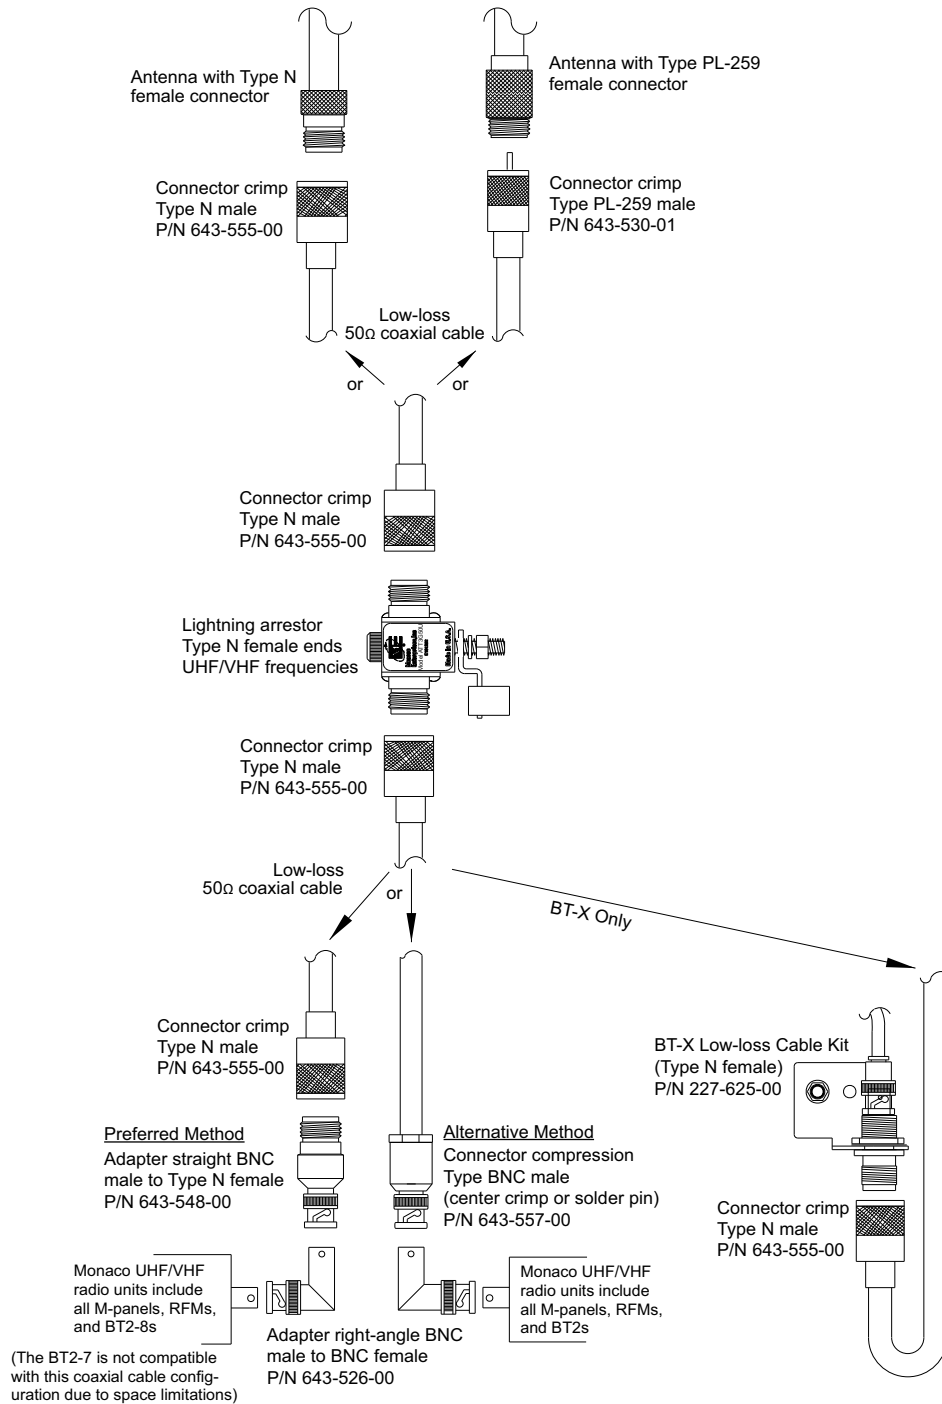 Antenna with Type N
female connector
Antenna with Type PL-259
female connector
Connector crimp
Type N male
P/N 643-555-00
Connector crimp
Type PL-259 male
P/N 643-530-01
Low-loss
50Ω coaxial cable
or
or
Connector crimp
Type N male
P/N 643-555-00
Lightning arrestor
Type N female ends
UHF/VHF frequencies
Connector crimp
Type N male
P/N 643-555-00
Low-loss
50Ω coaxial cable
or
BT-X Only
Connector crimp
Type N male
P/N 643-555-00
BT-X Low-loss Cable Kit
(Type N female)
P/N 227-625-00
Preferred Method
Adapter straight BNC
male to Type N female
P/N 643-548-00
Alternative Method
Connector compression
Type BNC male
(center crimp or solder pin)
P/N 643-557-00
Connector crimp
Type N male
P/N 643-555-00
Monaco UHF/VHF
radio units include
all M-panels, RFMs,
and BT2-8s
Monaco UHF/VHF
radio units include
all M-panels, RFMs,
and BT2s
Adapter right-angle BNC
male to BNC female
P/N 643-526-00
(The BT2-7 is not compatible
with this coaxial cable config-
uration due to space limitations)